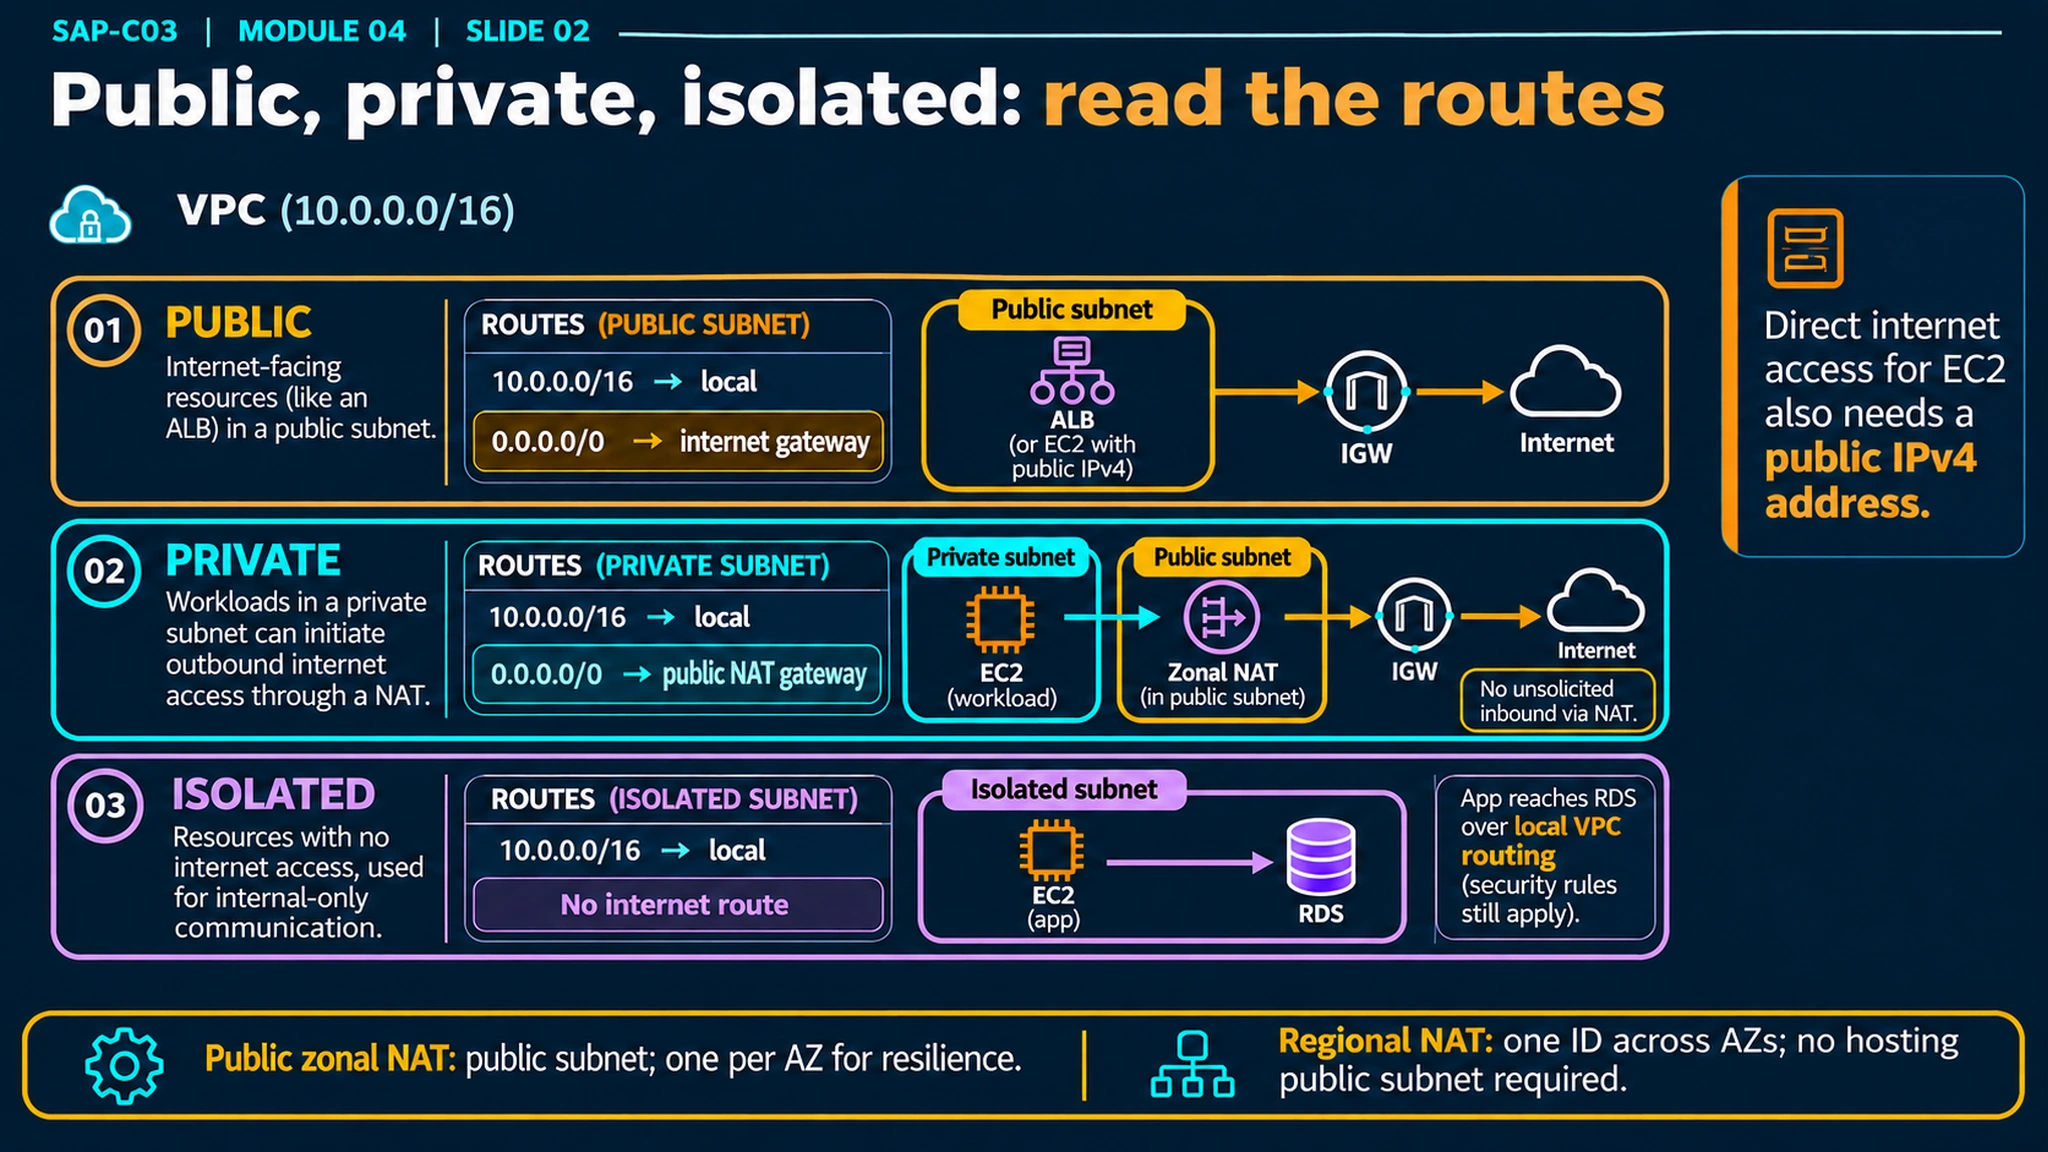 SAP-C03 | MODULE 04 | SLIDE 02
Public, private, isolated: read the routes
VPC (10.0.0.0/16)
01
PUBLIC
Internet-facing
resources (like an
ALB) in a public subnet.
ROUTES (PUBLIC SUBNET)
10.0.0.0/16 → local
0.0.0.0/0 → internet gateway
Public subnet
ALB
(or EC2 with
public IPv4)
IGW
Internet
Direct internet
access for EC2
also needs a
public IPv4
address.
02
PRIVATE
Workloads in a private
subnet can initiate
outbound internet
access through a NAT.
ROUTES (PRIVATE SUBNET)
10.0.0.0/16 → local
0.0.0.0/0 → public NAT gateway
Private subnet
EC2
(workload)
Public subnet
Zonal NAT
(in public subnet)
IGW
Internet
No unsolicited
inbound via NAT.
03
ISOLATED
Resources with no
internet access, used
for internal-only
communication.
ROUTES (ISOLATED SUBNET)
10.0.0.0/16 → local
No internet route
Isolated subnet
EC2
(app)
RDS
App reaches RDS
over local VPC
routing
(security rules
still apply).
Public zonal NAT: public subnet; one per AZ for resilience.
Regional NAT: one ID across AZs; no hosting
public subnet required.